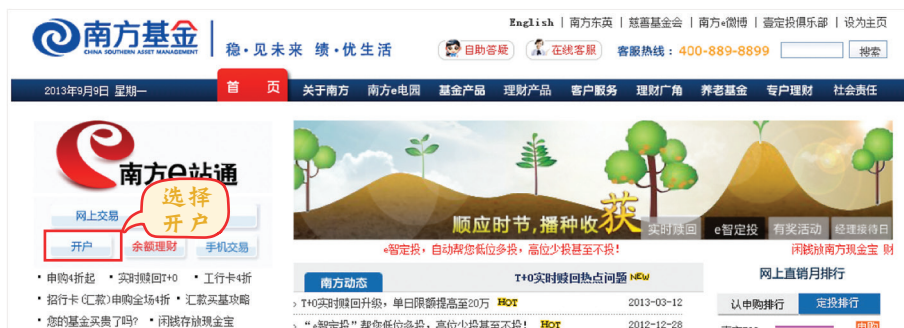 English | 南方东英 | 慈善基金会 | 南方e微博 | 壹定投俱乐部 | 设为主页
南方基金
CHINA SOUTHERN ASSET MANAGEMENT
稳·见未来 绩·优生活
自助答疑 在线客服 客服热线：400-889-8899 搜索
2013年9月9日 星期一 首 页 关于南方 南方e电园 基金产品 理财产品 客户服务 理财广角 养老基金 专户理财 社会责任
南方e站通
选择
开户
网上交易
开户 余额理财 手机交易
顺应时节,播种收获
实时赎回 e智定投 有奖活动 经理接待日
e智定投，自动帮您低位多投，高位少投甚至不投！ 闲钱放南方现金宝 财
· 申购4折起 · 实时赎回T+0 · 工行卡4折
· 招行卡(汇款)申购全场4折 · 汇款买基攻略
· 您的基金买贵了吗？ · 闲钱存放现金宝
南方动态 T+0实时赎回热点问题 NEW
› T+0实时赎回升级，单日限额提高至20万 HOT 2013-03-12
› “e智定投”帮您低位多投，高位少投甚至不投！ HOT 2012-12-28
网上直销月排行
认申购排行 定投排行
申购